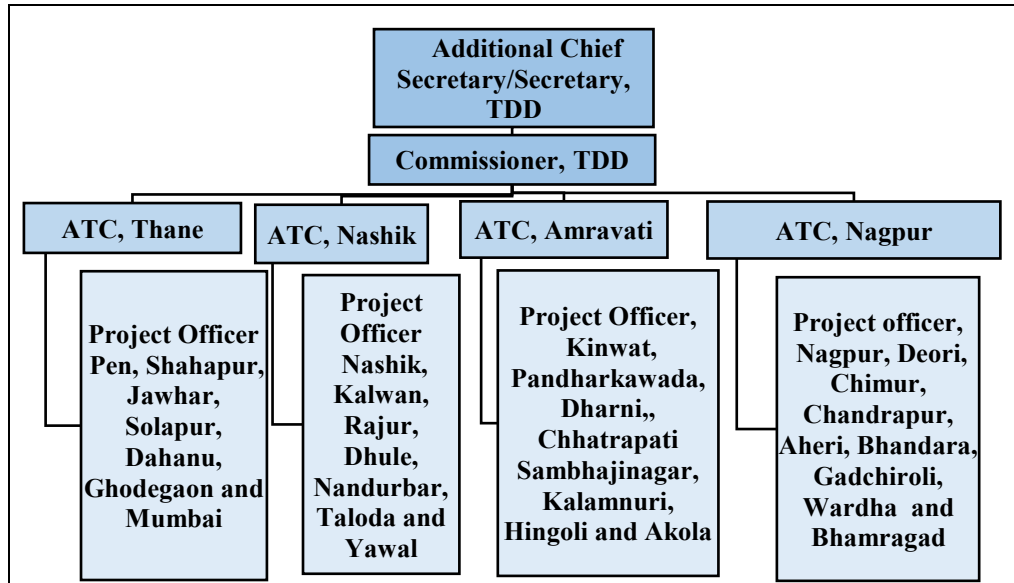 Additional Chief
Secretary/Secretary,
TDD
Commissioner, TDD
ATC, Thane
ATC, Nashik
ATC, Amravati
ATC, Nagpur
Project Officer
Pen, Shahapur,
Jawhar,
Solapur,
Dahanu,
Ghodegaon and
Mumbai
Project
Officer
Nashik,
Kalwan,
Rajur,
Dhule,
Nandurbar,
Taloda and
Yawal
Project Officer,
Kinwat,
Pandharkawada,
Dharni,,
Chhatrapati
Sambhajinagar,
Kalamnuri,
Hingoli and Akola
Project officer,
Nagpur, Deori,
Chimur,
Chandrapur,
Aheri, Bhandara,
Gadchiroli,
Wardha and
Bhamragad